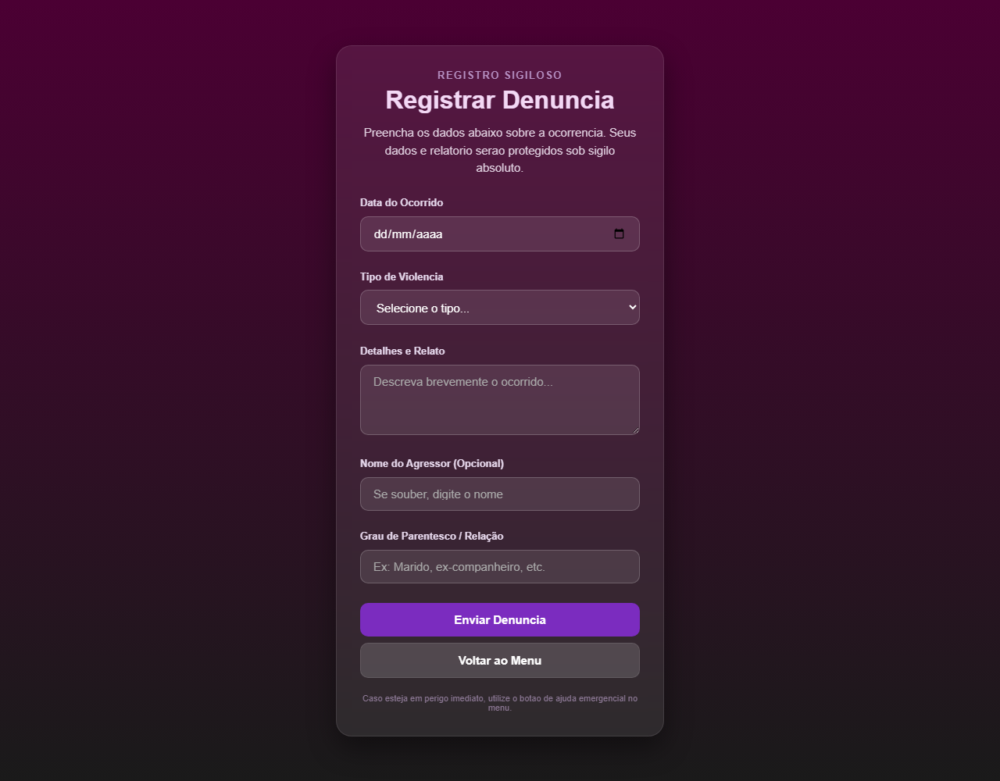 REGISTRO SIGILOSO
Registrar Denuncia
Preencha os dados abaixo sobre a ocorrencia. Seus
dados e relatorio serao protegidos sob sigilo
absoluto.
Data do Ocorrido
dd/mm/aaaa
Tipo de Violencia
Selecione o tipo...
Detalhes e Relato
Descreva brevemente o ocorrido...
Nome do Agressor (Opcional)
Se souber, digite o nome
Grau de Parentesco / Relação
Ex: Marido, ex-companheiro, etc.
Enviar Denuncia
Voltar ao Menu
Caso esteja em perigo imediato, utilize o botao de ajuda emergencial no
menu.